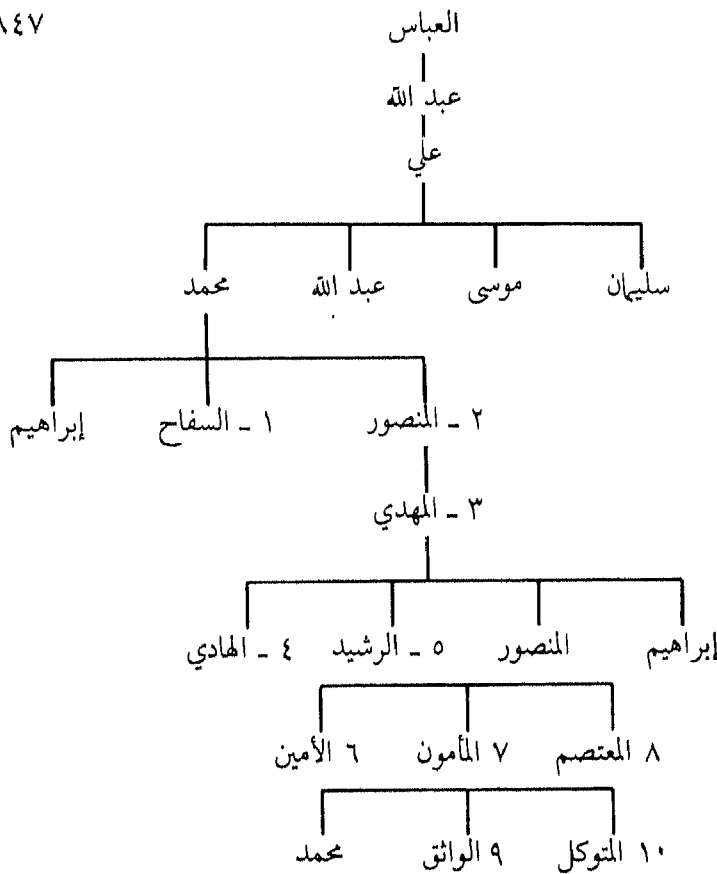 ٨٤٧
العباس
عبد الله
علي
سليمان موسى عبد الله محمد
٢ ـ المنصور ١ ـ السفاح إبراهيم
٣ ـ المهدي
إبراهيم المنصور ٥ ـ الرشيد ٤ ـ الهادي
٨ المعتصم ٧ المأمون ٦ الأمين
١٠ المتوكل ٩ الواثق محمد